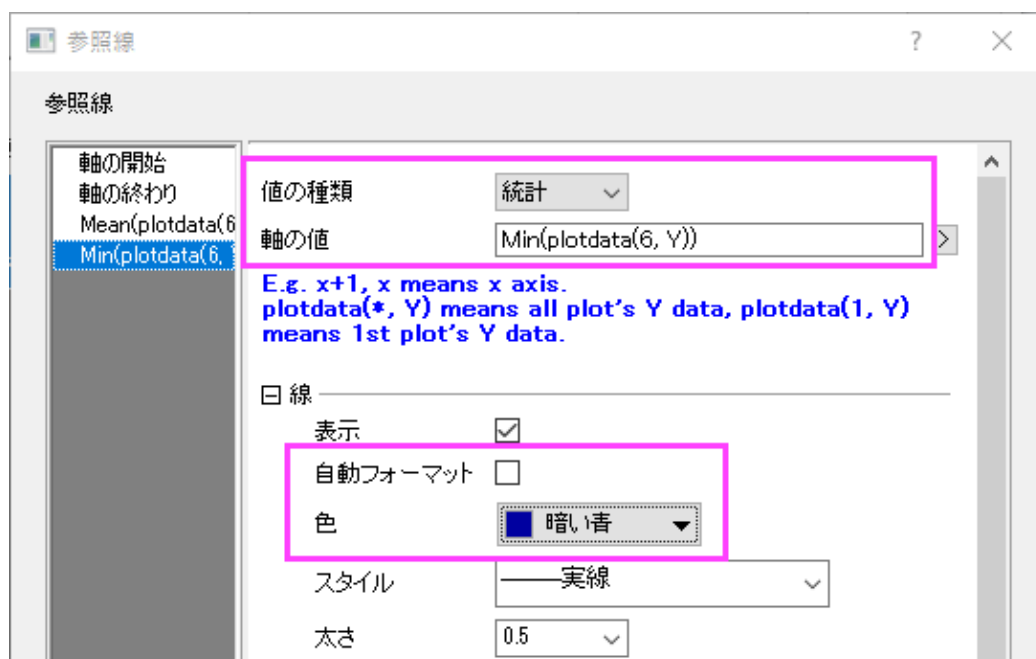 参照線
?
参照線
軸の開始
軸の終わり
Mean(plotdata(6
Min(plotdata(6,
値の種類 統計
軸の値 Min(plotdata(6, Y))
E.g. x+1, x means x axis.
plotdata(*, Y) means all plot's Y data, plotdata(1, Y)
means 1st plot's Y data.
線
表示
自動フォーマット
色 暗い青
スタイル 実線
太さ 0.5